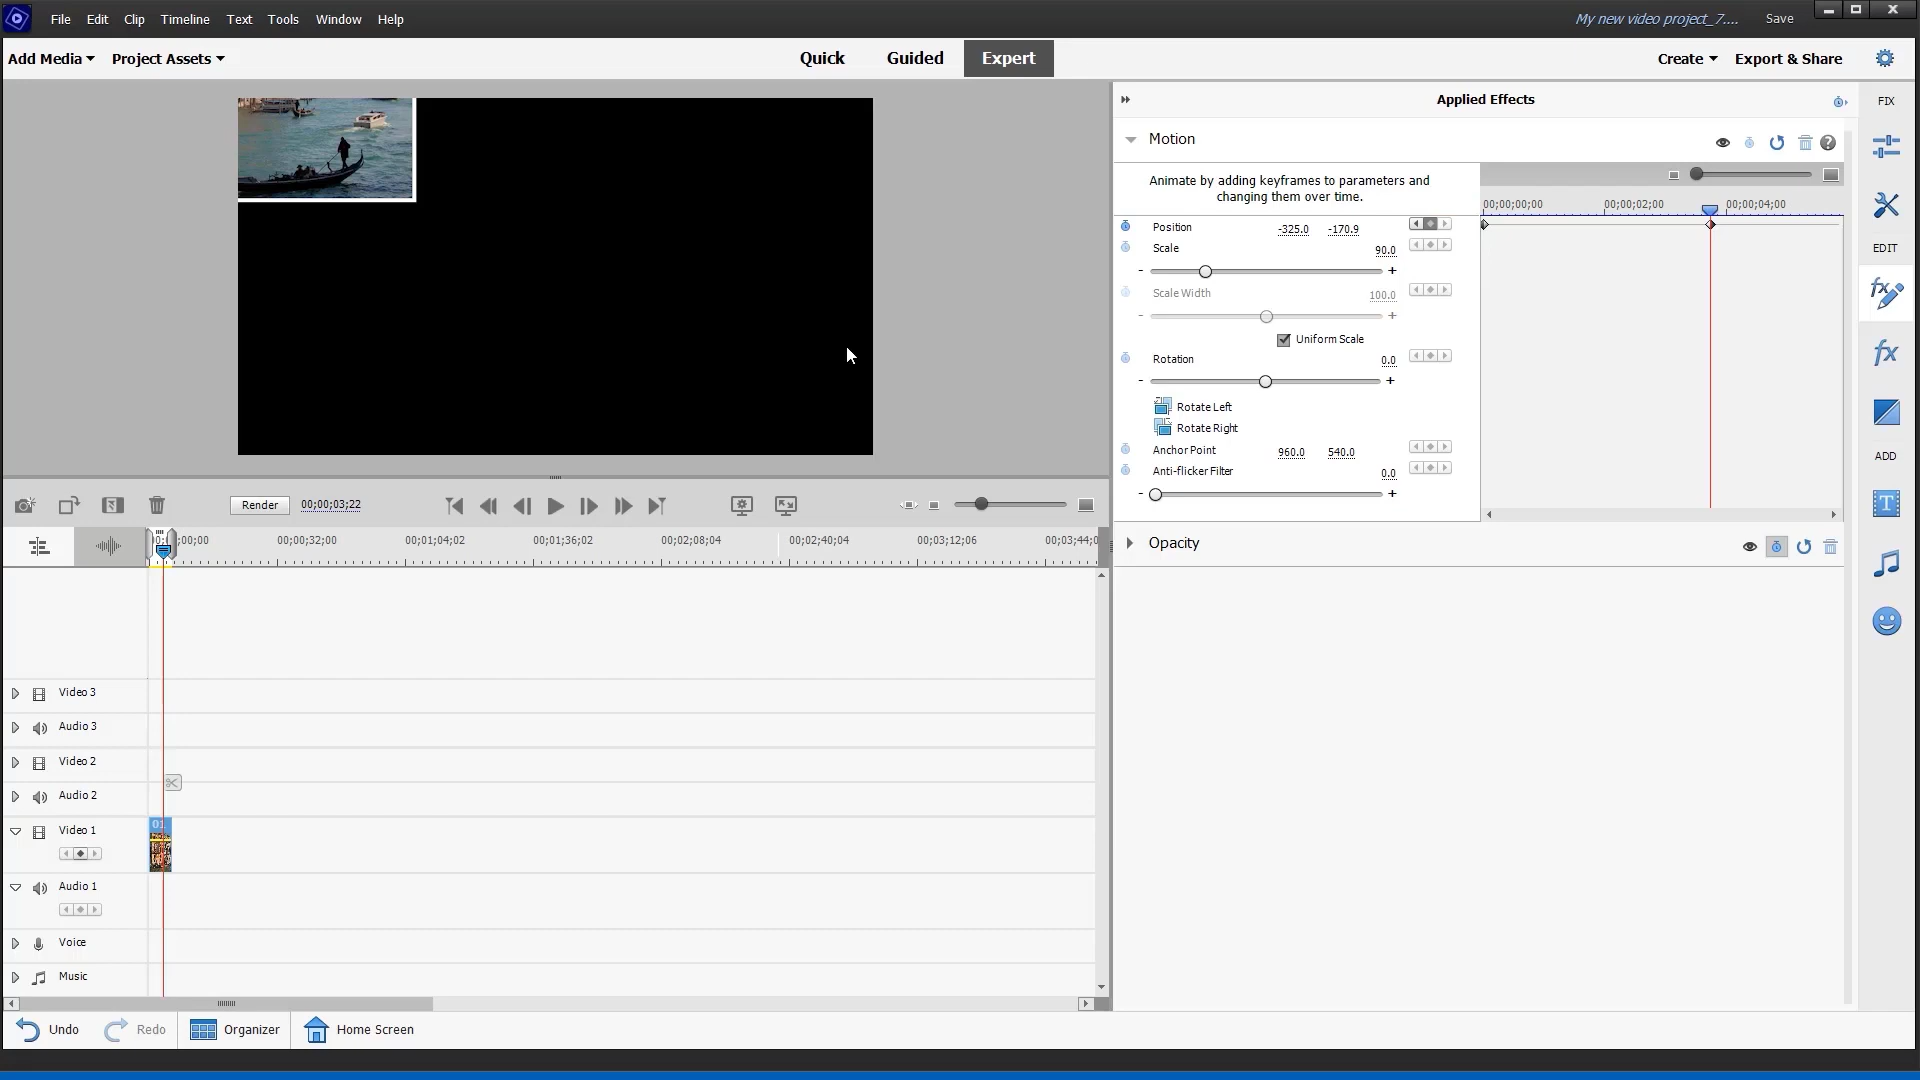 File Edit Clip Timeline Text Tools Window Help
My new video project_7.... Save
Add Media Project Assets
Quick Guided Expert
Create Export & Share
Applied Effects
FIX
Motion
Animate by adding keyframes to parameters and
changing them over time.
00;00;00;00 00;00;02;00 00;00;04;00
Position -325.0 -170.9
Scale 90.0
- +
Scale Width 100.0
- +
Uniform Scale
Rotation 0.0
- +
Rotate Left
Rotate Right
Anchor Point 960.0 540.0
Anti-flicker Filter 0.0
- +
Opacity
EDIT
ADD
Render 00;00;03;22
;00;00 00;00;32;00 00;01;04;02 00;01;36;02 00;02;08;04 00;02;40;04 00;03;12;06 00;03;44;0
Video 3
Audio 3
Video 2
Audio 2
Video 1
01
Audio 1
Voice
Music
Undo Redo Organizer Home Screen